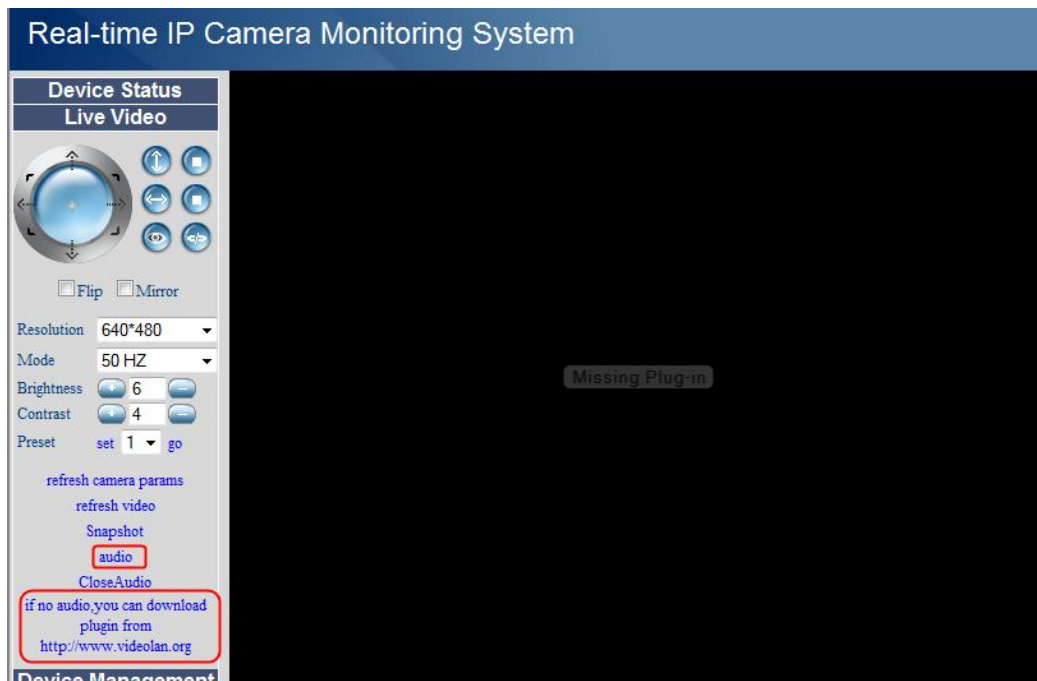 Real-time IP Camera Monitoring System
Device Status
Live Video
Flip Mirror
Resolution 640*480
Mode 50 HZ
Brightness + 6 −
Contrast + 4 −
Preset set 1 go
refresh camera params
refresh video
Snapshot
audio
CloseAudio
if no audio,you can download
plugin from
http://www.videolan.org
Device Management
Missing Plug-in